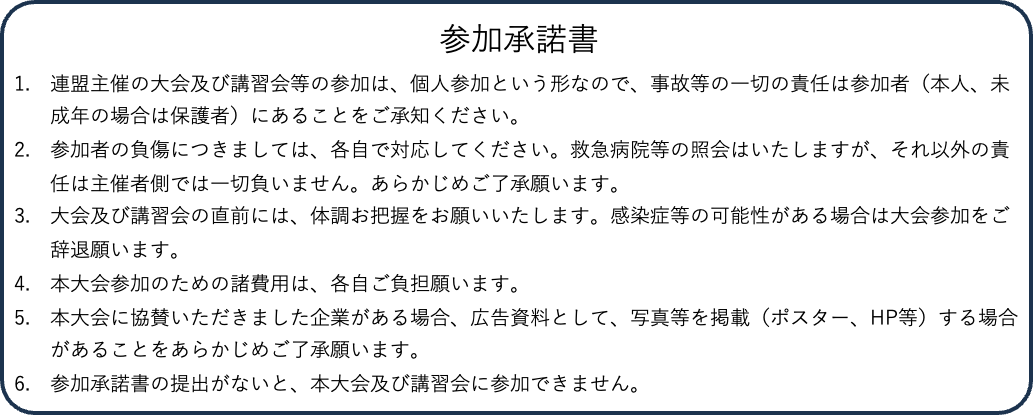 参加承諾書
1. 連盟主催の大会及び講習会等の参加は、個人参加という形なので、事故等の一切の責任は参加者（本人、未
成年の場合は保護者）にあることをご承知ください。
2. 参加者の負傷につきましては、各自で対応してください。救急病院等の照会はいたしますが、それ以外の責
任は主催者側では一切負いません。あらかじめご了承願います。
3. 大会及び講習会の直前には、体調お把握をお願いいたします。感染症等の可能性がある場合は大会参加をご
辞退願います。
4. 本大会参加のための諸費用は、各自ご負担願います。
5. 本大会に協賛いただきました企業がある場合、広告資料として、写真等を掲載（ポスター、HP等）する場合
があることをあらかじめご了承願います。
6. 参加承諾書の提出がないと、本大会及び講習会に参加できません。